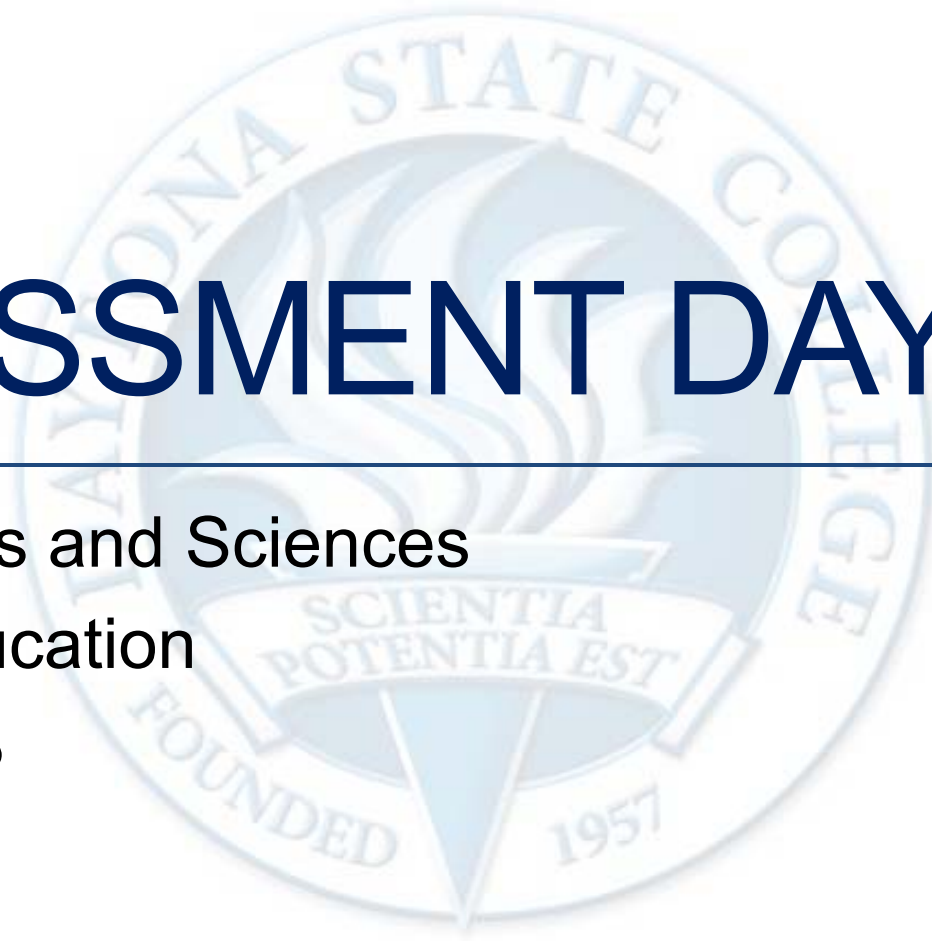 DAYTONA STATE COLLEGE
SSMENT DAY
s and Sciences
ucation
SCIENTIA
POTENTIA EST
FOUNDED 1957